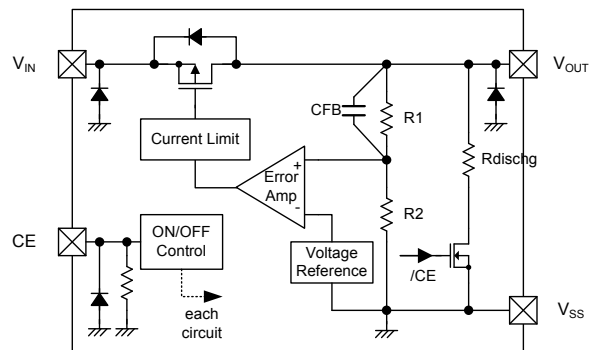 VIN
VOUT
CFB
R1
Current Limit
Rdischg
+
Error
Amp
-
R2
CE
ON/OFF
Control
Voltage
Reference
/CE
each
circuit
VSS